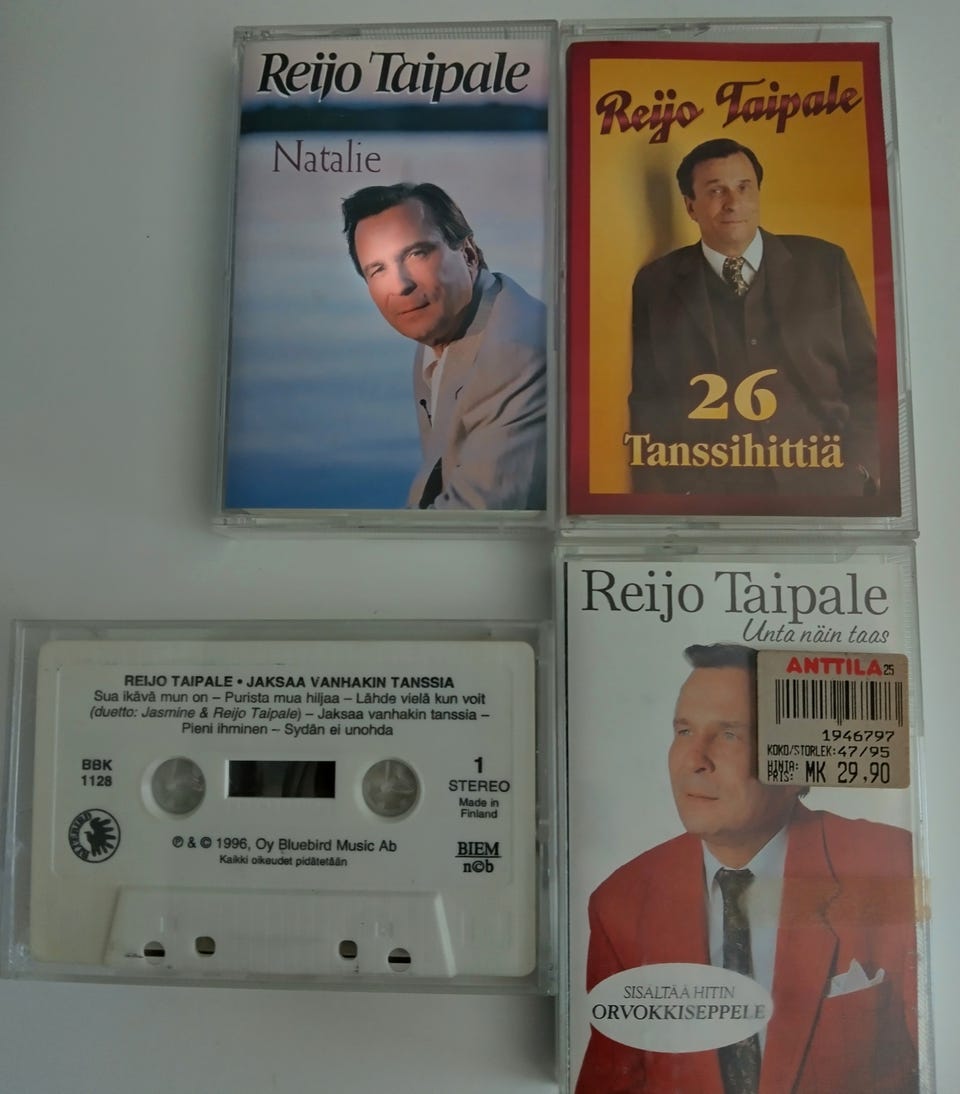 Reijo Taipale
Natalie
Reijo Taipale
26
Tanssihittiä
REIJO TAIPALE • JAKSAA VANHAKIN TANSSIA
Sua ikävä mun on – Purista mua hiljaa – Lähde vielä kun voit
(duetto: Jasmine & Reijo Taipale) – Jaksaa vanhakin tanssia –
Pieni ihminen – Sydän ei unohda
BBK
1128
1
STEREO
Made in
Finland
BLUEBIRD
℗ & © 1996, Oy Bluebird Music Ab
Kaikki oikeudet pidätetään
BIEM
n©b
Reijo Taipale
Unta näin taas
ANTTILA 25
1946797
KOKO/STORLEK: 47/95
HINTA:
PRIS: MK 29,90
SISÄLTÄÄ HITIN
ORVOKKISEPPELE